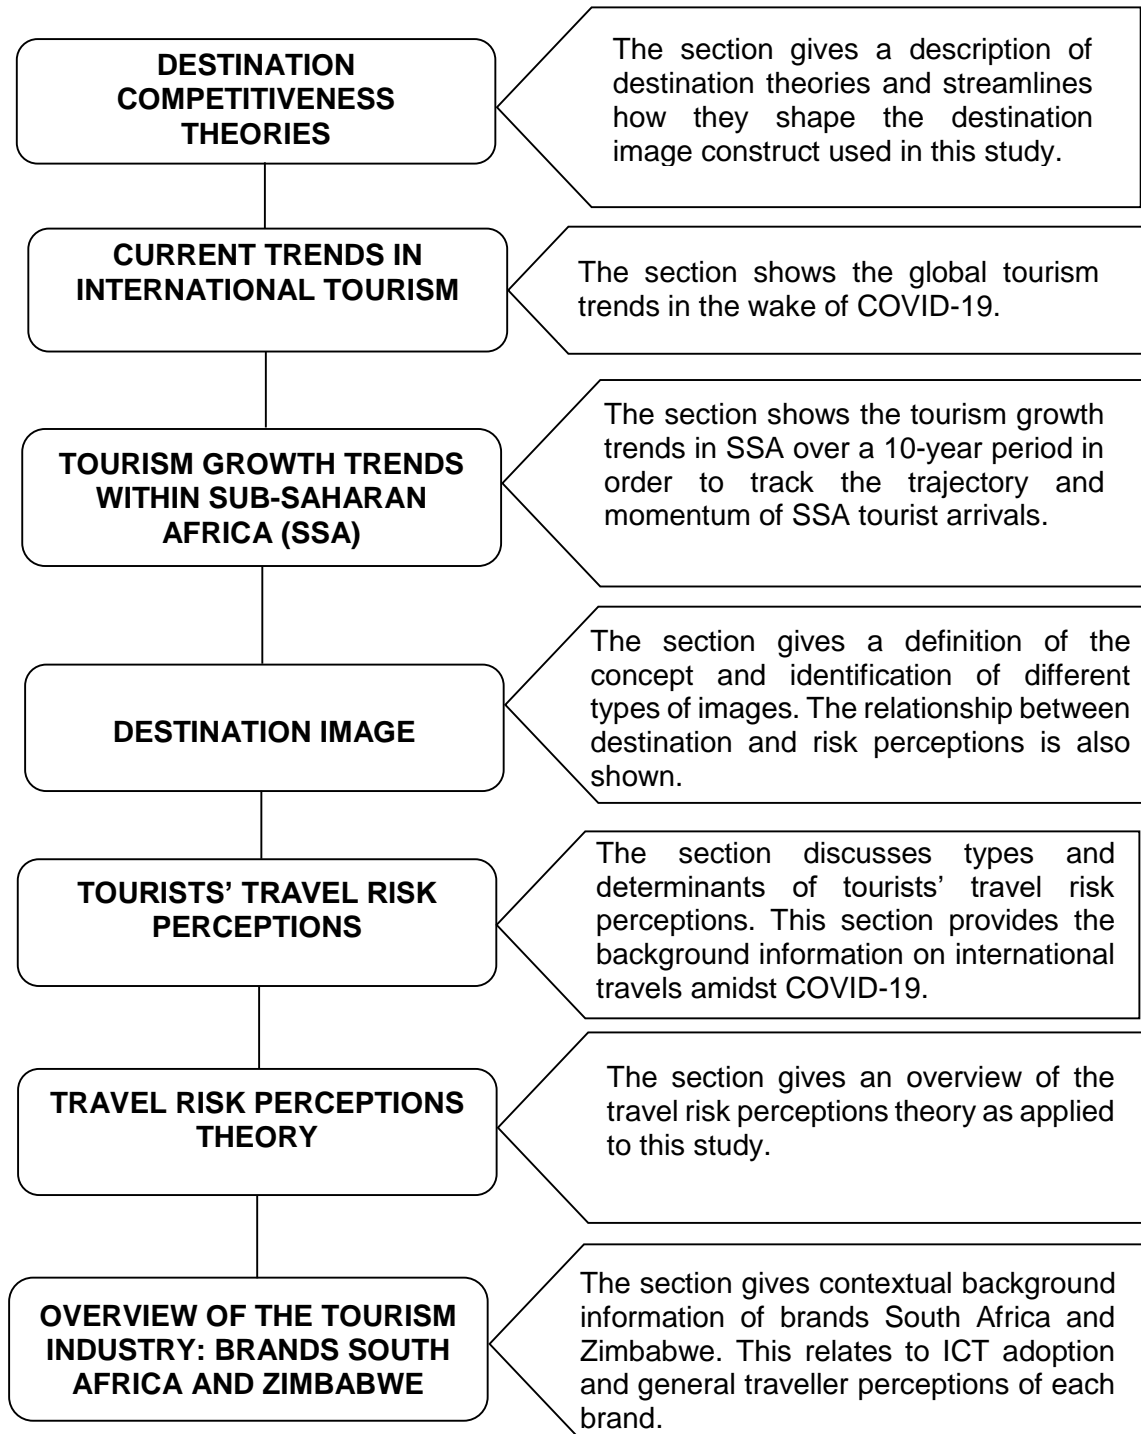 DESTINATION
COMPETITIVENESS
THEORIES
The section gives a description of
destination theories and streamlines
how they shape the destination
image construct used in this study.
CURRENT TRENDS IN
INTERNATIONAL TOURISM
The section shows the global tourism
trends in the wake of COVID-19.
TOURISM GROWTH TRENDS
WITHIN SUB-SAHARAN
AFRICA (SSA)
The section shows the tourism growth
trends in SSA over a 10-year period in
order to track the trajectory and
momentum of SSA tourist arrivals.
DESTINATION IMAGE
The section gives a definition of the
concept and identification of different
types of images. The relationship between
destination and risk perceptions is also
shown.
TOURISTS’ TRAVEL RISK
PERCEPTIONS
The section discusses types and
determinants of tourists’ travel risk
perceptions. This section provides the
background information on international
travels amidst COVID-19.
TRAVEL RISK PERCEPTIONS
THEORY
The section gives an overview of the
travel risk perceptions theory as applied
to this study.
OVERVIEW OF THE TOURISM
INDUSTRY: BRANDS SOUTH
AFRICA AND ZIMBABWE
The section gives contextual background
information of brands South Africa and
Zimbabwe. This relates to ICT adoption
and general traveller perceptions of each
brand.